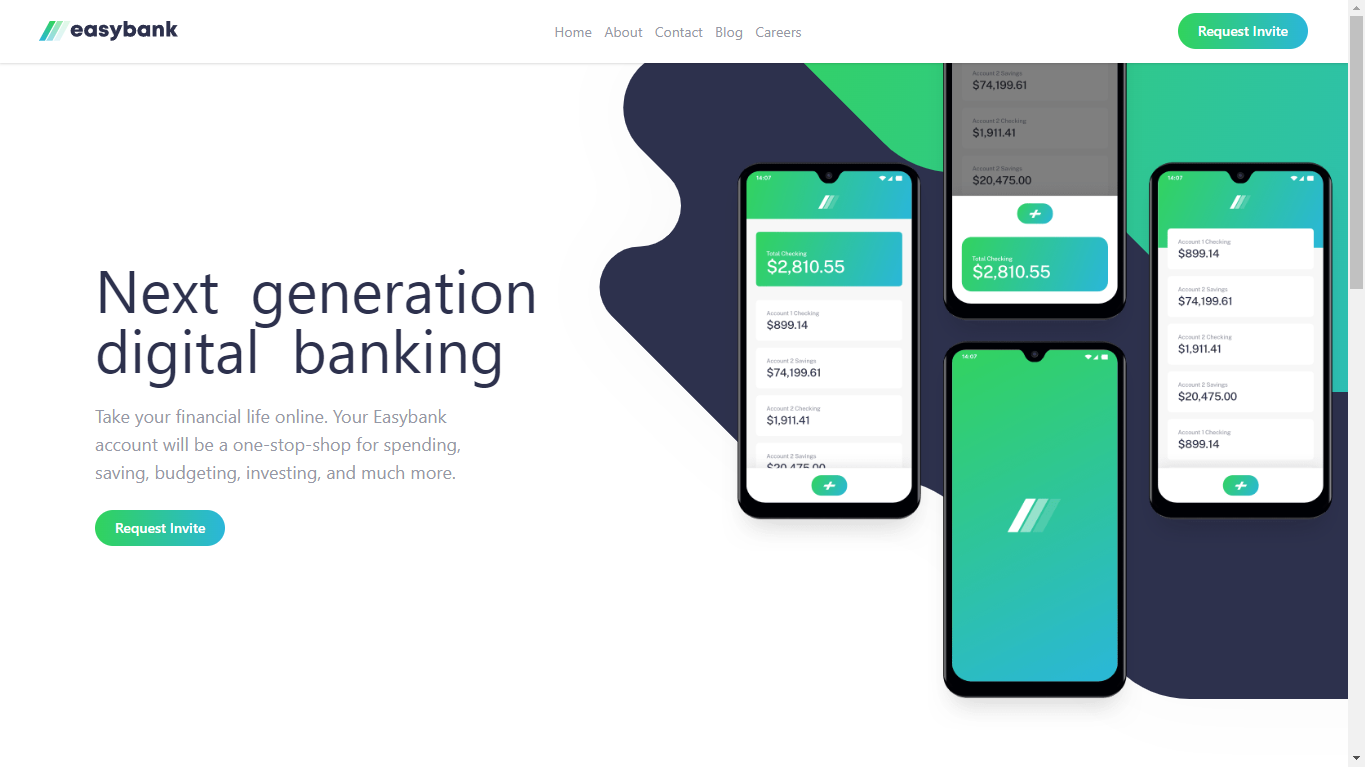 easybank
Home About Contact Blog Careers
Request Invite
Next generation
digital banking
Take your financial life online. Your Easybank
account will be a one-stop-shop for spending,
saving, budgeting, investing, and much more.
Request Invite
14:07
Total Checking
$2,810.55
Account 1 Checking
$899.14
Account 2 Savings
$74,199.61
Account 2 Checking
$1,911.41
Account 2 Savings
$20,475.00
Account 2 Savings
$74,199.61
Account 2 Checking
$1,911.41
Account 2 Savings
$20,475.00
Total Checking
$2,810.55
14:07
14:07
Account 1 Checking
$899.14
Account 2 Savings
$74,199.61
Account 2 Checking
$1,911.41
Account 2 Savings
$20,475.00
Account 1 Checking
$899.14